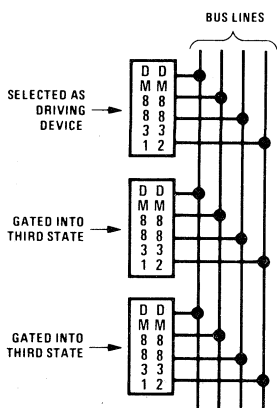 BUS LINES
D D
M M
8 8
8 8
3 3
1 2
SELECTED AS
DRIVING
DEVICE
D D
M M
8 8
8 8
3 3
1 2
GATED INTO
THIRD STATE
D D
M M
8 8
8 8
3 3
1 2
GATED INTO
THIRD STATE